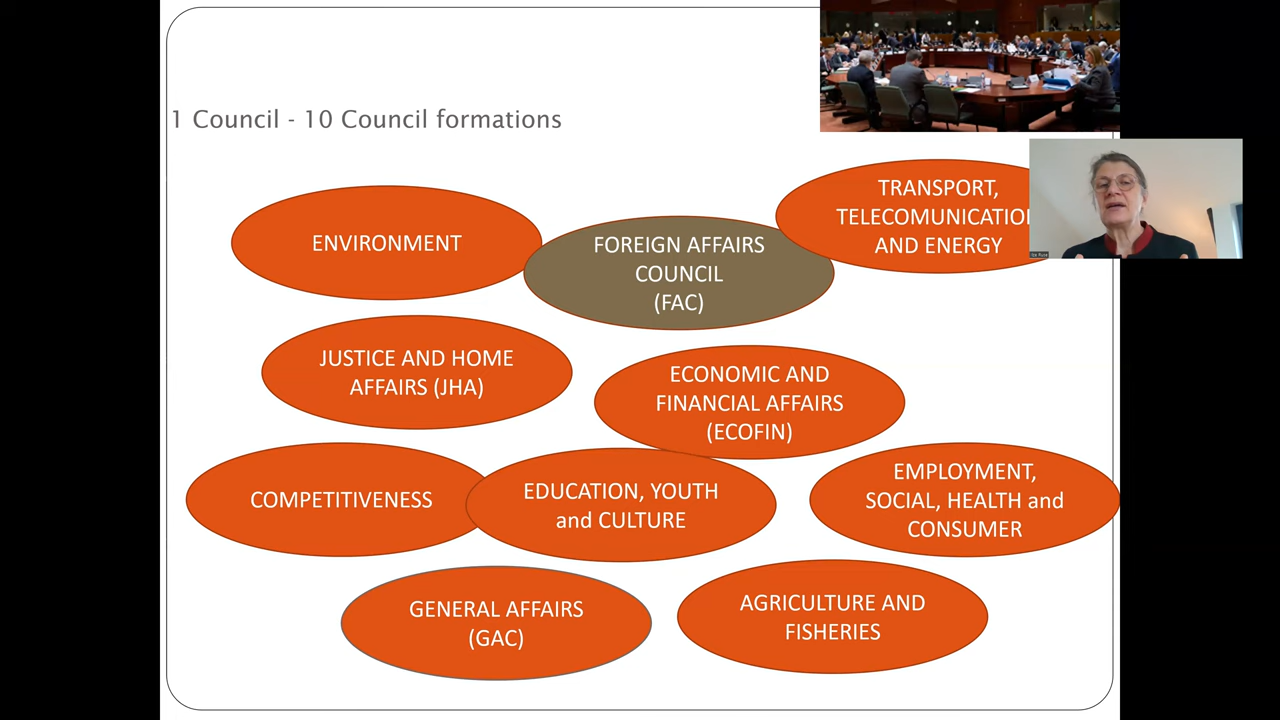 1 Council - 10 Council formations
TRANSPORT,
TELECOMUNICATION
AND ENERGY
ENVIRONMENT
FOREIGN AFFAIRS
COUNCIL
(FAC)
JUSTICE AND HOME
AFFAIRS (JHA)
ECONOMIC AND
FINANCIAL AFFAIRS
(ECOFIN)
COMPETITIVENESS
EDUCATION, YOUTH
and CULTURE
EMPLOYMENT,
SOCIAL, HEALTH and
CONSUMER
GENERAL AFFAIRS
(GAC)
AGRICULTURE AND
FISHERIES